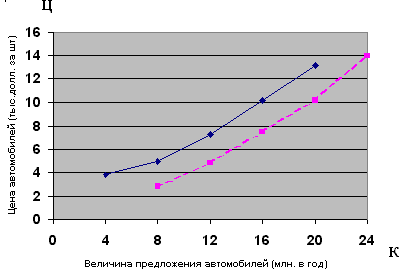 Ц
16
14
12
10
8
6
4
2
0
Цена автомобилей (тыс.долл. за шт)
0 4 8 12 16 20 24
К
Величина предложения автомобилей (млн. в год)